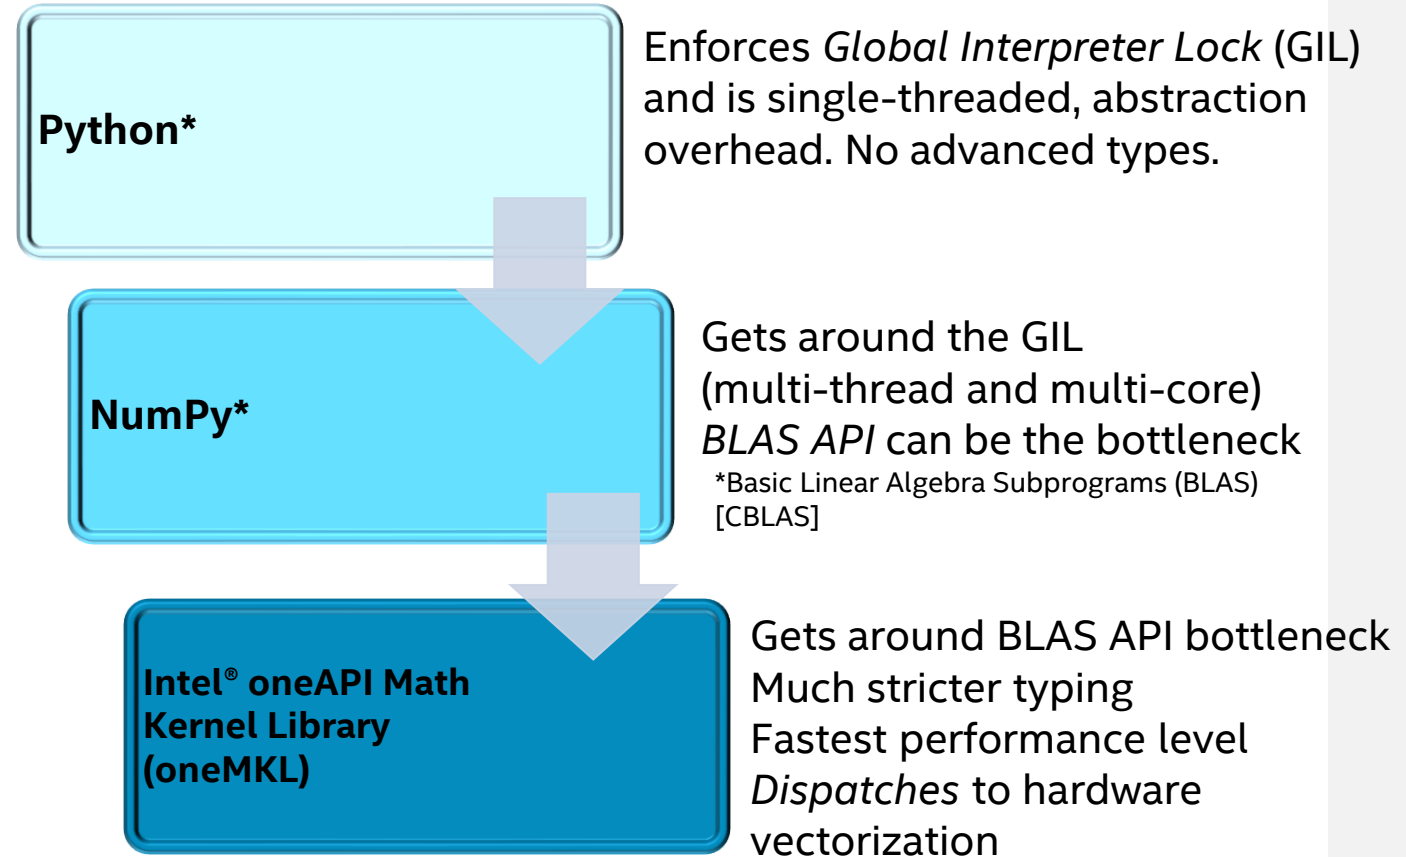 Python*
Enforces Global Interpreter Lock (GIL)
and is single-threaded, abstraction
overhead. No advanced types.
NumPy*
Gets around the GIL
(multi-thread and multi-core)
BLAS API can be the bottleneck
*Basic Linear Algebra Subprograms (BLAS)
[CBLAS]
Intel® oneAPI Math
Kernel Library
(oneMKL)
Gets around BLAS API bottleneck
Much stricter typing
Fastest performance level
Dispatches to hardware
vectorization